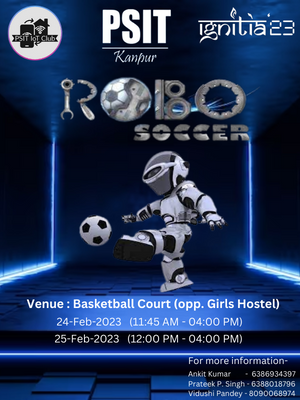 PSIT IoT Club
PSIT
Kanpur
ignitia'23
ROBO
SOCCER
Venue : Basketball Court (opp. Girls Hostel)
24-Feb-2023 (11:45 AM - 04:00 PM)
25-Feb-2023 (12:00 PM - 04:00 PM)
For more information-
Ankit Kumar - 6386934397
Prateek P. Singh - 6388018796
Vidushi Pandey - 8090068974